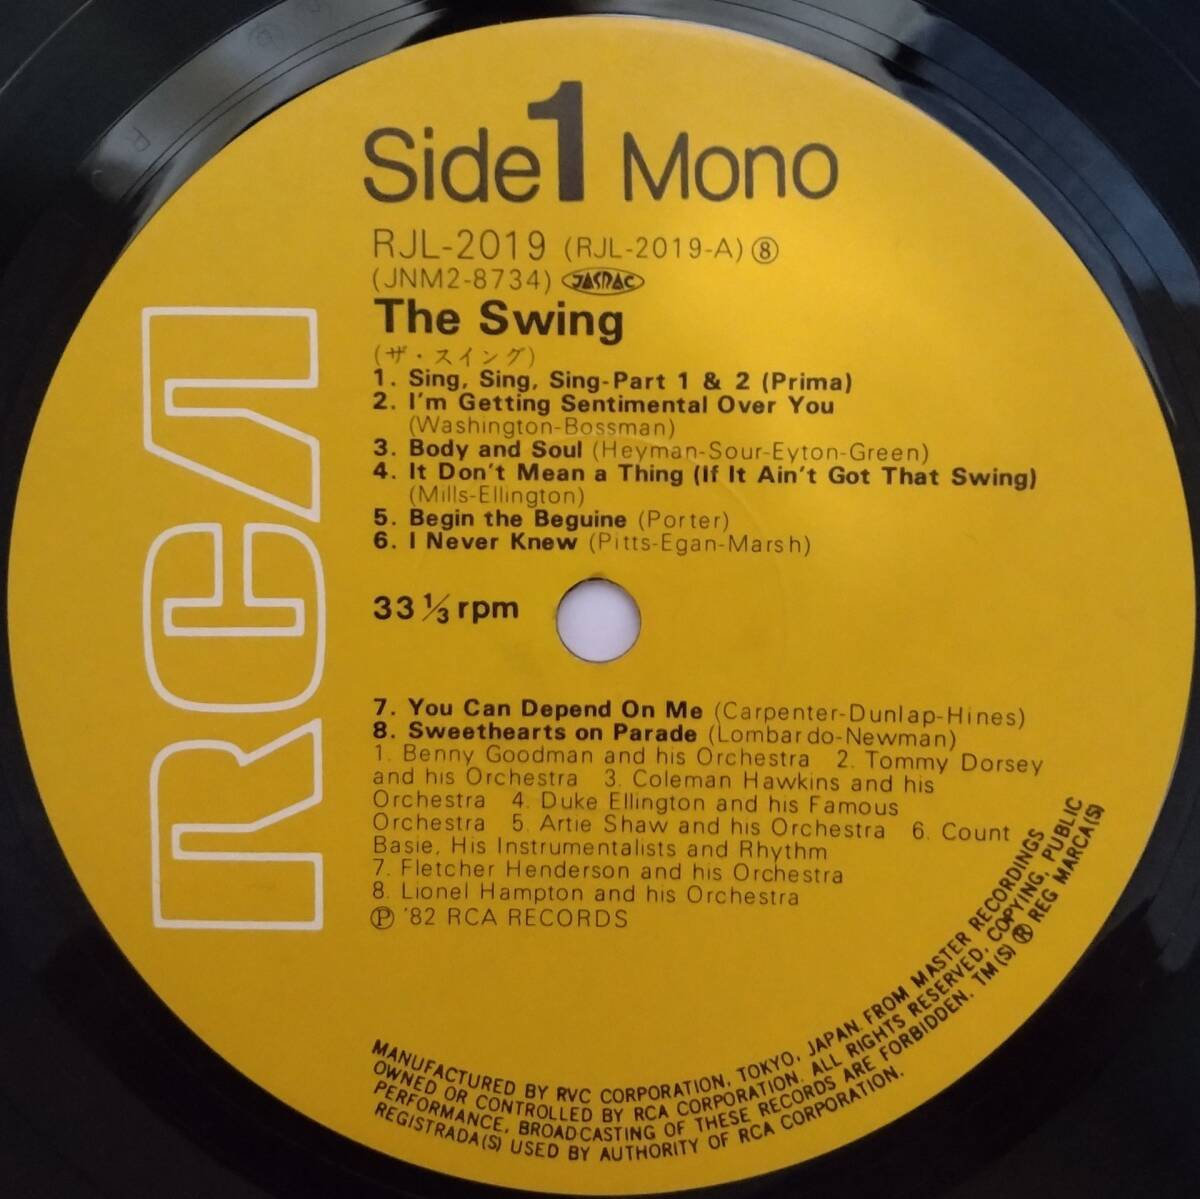 Side 1 Mono
RJL-2019 (RJL-2019-A) ⑧
(JNM2-8734) JASRAC
The Swing
(ザ・スイング)
1. Sing, Sing, Sing-Part 1 & 2 (Prima)
2. I'm Getting Sentimental Over You
(Washington-Bossman)
3. Body and Soul (Heyman-Sour-Eyton-Green)
4. It Don't Mean a Thing (If It Ain't Got That Swing)
(Mills-Ellington)
5. Begin the Beguine (Porter)
6. I Never Knew (Pitts-Egan-Marsh)
33 1/3 rpm
7. You Can Depend On Me (Carpenter-Dunlap-Hines)
8. Sweethearts on Parade (Lombardo-Newman)
1. Benny Goodman and his Orchestra 2. Tommy Dorsey
and his Orchestra 3. Coleman Hawkins and his
Orchestra 4. Duke Ellington and his Famous
Orchestra 5. Artie Shaw and his Orchestra 6. Count
Basie, His Instrumentalists and Rhythm
7. Fletcher Henderson and his Orchestra
8. Lionel Hampton and his Orchestra
Ⓟ '82 RCA RECORDS
RCA
MANUFACTURED BY RVC CORPORATION, TOKYO, JAPAN. FROM MASTER RECORDINGS
OWNED OR CONTROLLED BY RCA CORPORATION. ALL RIGHTS RESERVED. COPYING, PUBLIC
PERFORMANCE, BROADCASTING OF THESE RECORDS ARE FORBIDDEN. TM(S) ® REG MARCA(S)
REGISTRADA(S) USED BY AUTHORITY OF RCA CORPORATION.